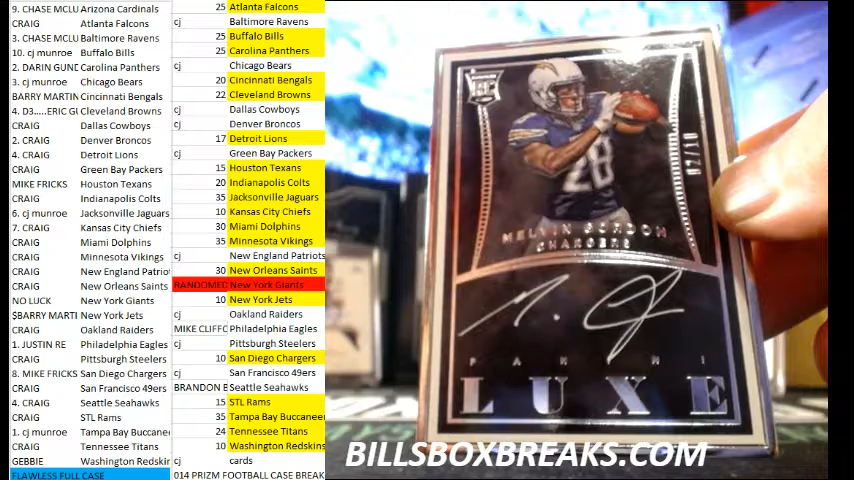 9. CHASE MCLU Arizona Cardinals
CRAIG Atlanta Falcons
3. CHASE MCLU Baltimore Ravens
10. cj munroe Buffalo Bills
2. DARIN GUND Carolina Panthers
3. cj munroe Chicago Bears
BARRY MARTIN Cincinnati Bengals
4. D3.....ERIC GU Cleveland Browns
CRAIG Dallas Cowboys
2. CRAIG Denver Broncos
4. CRAIG Detroit Lions
CRAIG Green Bay Packers
MIKE FRICKS Houston Texans
CRAIG Indianapolis Colts
6. cj munroe Jacksonville Jaguars
7. CRAIG Kansas City Chiefs
CRAIG Miami Dolphins
CRAIG Minnesota Vikings
CRAIG New England Patriot
CRAIG New Orleans Saints
NO LUCK New York Giants
$BARRY MARTI New York Jets
CRAIG Oakland Raiders
1. JUSTIN RE Philadelphia Eagles
CRAIG Pittsburgh Steelers
8. MIKE FRICKS San Diego Chargers
CRAIG San Francisco 49ers
4. CRAIG Seattle Seahawks
CRAIG STL Rams
1. cj munroe Tampa Bay Buccanee
CRAIG Tennessee Titans
GEBBIE Washington Redskin
FLAWLESS FULL CASE
25 Atlanta Falcons
cj Baltimore Ravens
25 Buffalo Bills
25 Carolina Panthers
cj Chicago Bears
20 Cincinnati Bengals
22 Cleveland Browns
cj Dallas Cowboys
cj Denver Broncos
17 Detroit Lions
cj Green Bay Packers
15 Houston Texans
20 Indianapolis Colts
35 Jacksonville Jaguars
10 Kansas City Chiefs
30 Miami Dolphins
35 Minnesota Vikings
cj New England Patriots
30 New Orleans Saints
RANDOMED New York Giants
10 New York Jets
cj Oakland Raiders
MIKE CLIFFO Philadelphia Eagles
cj Pittsburgh Steelers
10 San Diego Chargers
cj San Francisco 49ers
BRANDON B Seattle Seahawks
15 STL Rams
35 Tampa Bay Buccaneer
24 Tennessee Titans
10 Washington Redskins
cj cards
014 PRIZM FOOTBALL CASE BREAK
RC
28
02/10
MELVIN GORDON
CHARGERS
PANINI
LUXE
BILLSBOXBREAKS.COM